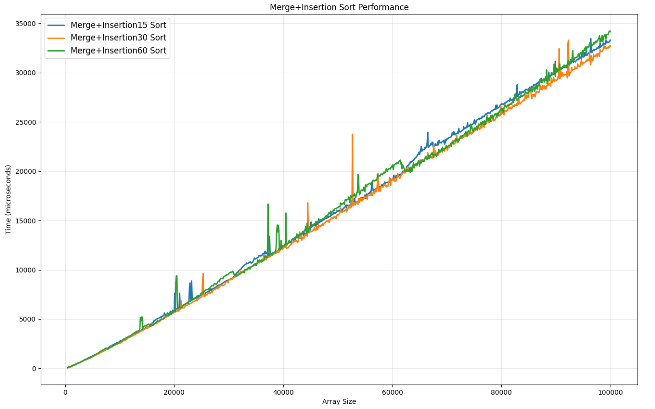 Merge+Insertion Sort Performance
Merge+Insertion15 Sort
Merge+Insertion30 Sort
Merge+Insertion60 Sort
Time (microseconds)
35000
30000
25000
20000
15000
10000
5000
0
0 20000 40000 60000 80000 100000
Array Size